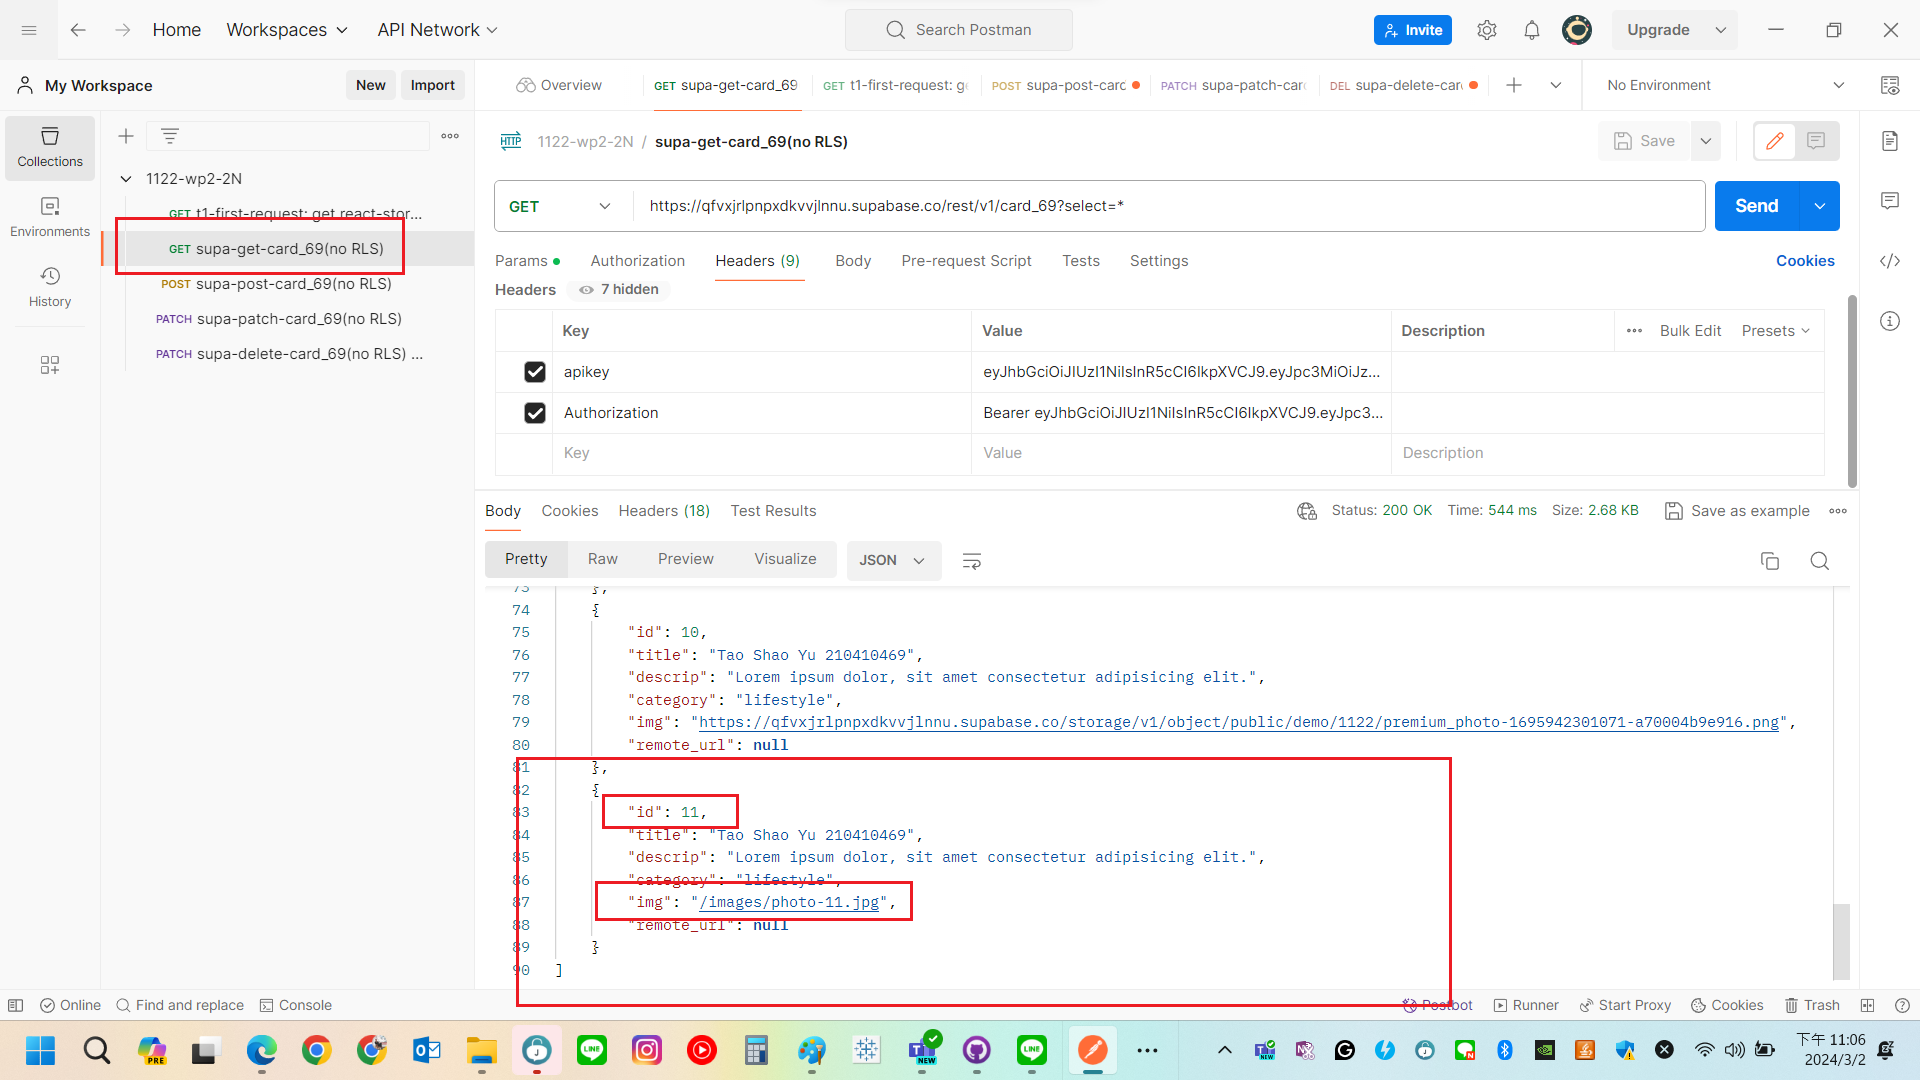 Home
Workspaces
API Network
Search Postman
Invite
Upgrade
My Workspace
New
Import
Overview
GET supa-get-card_69
GET t1-first-request: g
POST supa-post-card
PATCH supa-patch-car
DEL supa-delete-car
No Environment
Collections
Environments
History
1122-wp2-2N
GET t1-first-request: get react-stor...
GET supa-get-card_69(no RLS)
POST supa-post-card_69(no RLS)
PATCH supa-patch-card_69(no RLS)
PATCH supa-delete-card_69(no RLS) ...
HTTP 1122-wp2-2N / supa-get-card_69(no RLS)
Save
GET
https://qfvxjrlpnpxdkvvjlnnu.supabase.co/rest/v1/card_69?select=*
Send
Params
Authorization
Headers (9)
Body
Pre-request Script
Tests
Settings
Cookies
Headers
7 hidden
Key Value Description
Bulk Edit
Presets
apikey eyJhbGciOiJIUzI1NiIsInR5cCI6IkpXVCJ9.eyJpc3MiOiJz...
Authorization Bearer eyJhbGciOiJIUzI1NiIsInR5cCI6IkpXVCJ9.eyJpc3...
Key Value Description
Body
Cookies
Headers (18)
Test Results
Status: 200 OK Time: 544 ms Size: 2.68 KB
Save as example
Pretty
Raw
Preview
Visualize
JSON
73 },
74 {
75 "id": 10,
76 "title": "Tao Shao Yu 210410469",
77 "descrip": "Lorem ipsum dolor, sit amet consectetur adipisicing elit.",
78 "category": "lifestyle",
79 "img": "https://qfvxjrlpnpxdkvvjlnnu.supabase.co/storage/v1/object/public/demo/1122/premium_photo-1695942301071-a70004b9e916.png",
80 "remote_url": null
81 },
82 {
83 "id": 11,
84 "title": "Tao Shao Yu 210410469",
85 "descrip": "Lorem ipsum dolor, sit amet consectetur adipisicing elit.",
86 "category": "lifestyle",
87 "img": "/images/photo-11.jpg",
88 "remote_url": null
89 }
90 ]
Online
Find and replace
Console
Postbot
Runner
Start Proxy
Cookies
Trash
下午 11:06
2024/3/2